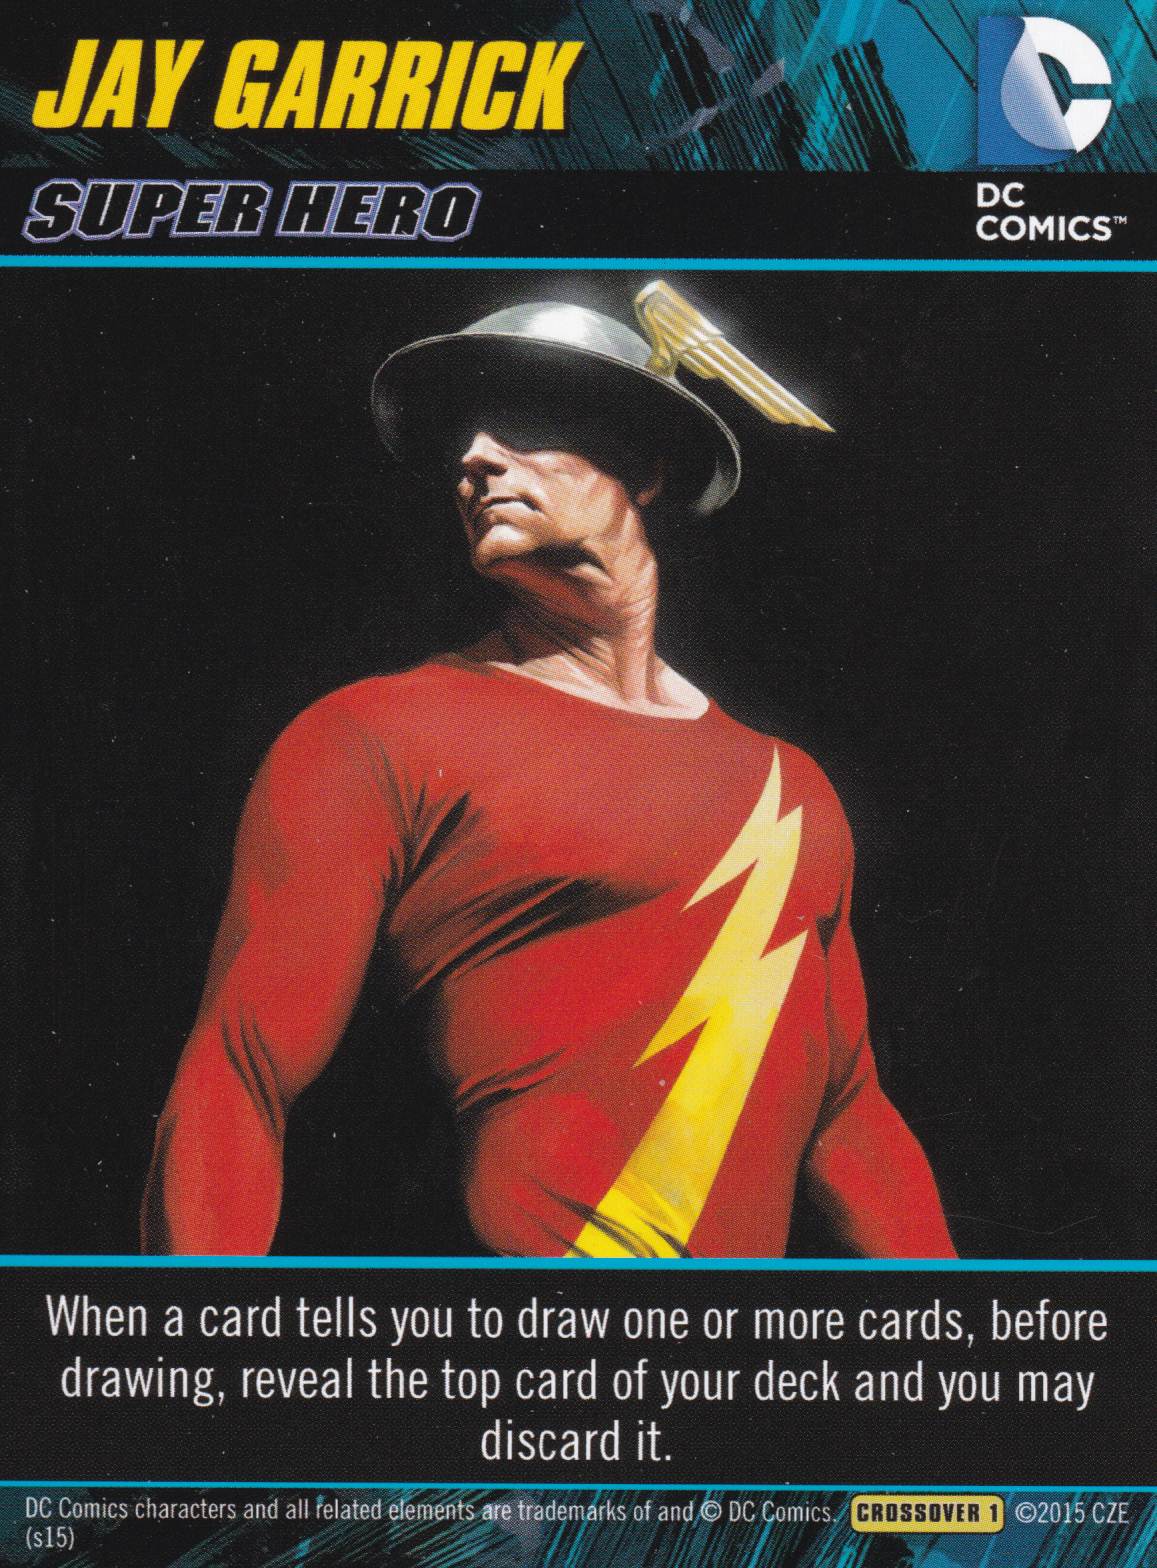 JAY GARRICK
SUPER HERO
DC
COMICS™
When a card tells you to draw one or more cards, before
drawing, reveal the top card of your deck and you may
discard it.
DC Comics characters and all related elements are trademarks of and © DC Comics. CROSSOVER 1 ©2015 CZE
(s15)